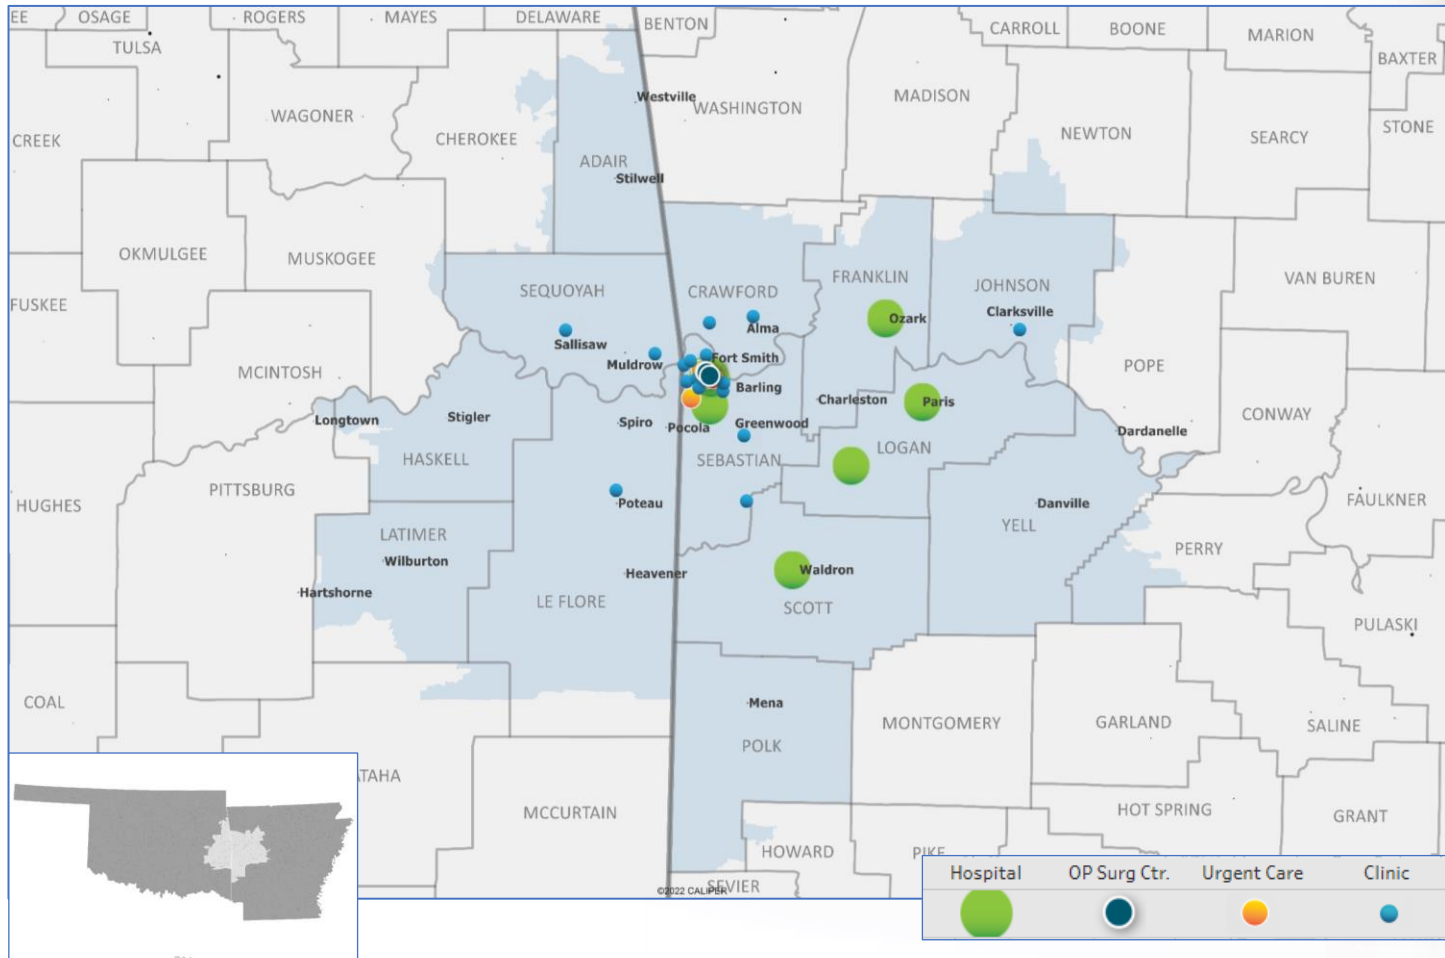 EE
OSAGE
ROGERS
MAYES
DELAWARE
BENTON
CARROLL
BOONE
MARION
TULSA
BAXTER
Westville
WASHINGTON
MADISON
WAGONER
CHEROKEE
NEWTON
SEARCY
STONE
CREEK
ADAIR
Stilwell
OKMULGEE
MUSKOGEE
FRANKLIN
VAN BUREN
SEQUOYAH
CRAWFORD
JOHNSON
FUSKEE
Clarksville
Ozark
Alma
Sallisaw
Fort Smith
Muldrow
POPE
MCINTOSH
Barling
Charleston
Paris
CONWAY
Longtown
Stigler
Spiro
Pocola
Greenwood
Dardanelle
HASKELL
SEBASTIAN
LOGAN
PITTSBURG
HUGHES
Poteau
Danville
FAULKNER
YELL
LATIMER
PERRY
Wilburton
Heavener
Waldron
Hartshorne
LE FLORE
SCOTT
PULASKI
COAL
Mena
MONTGOMERY
GARLAND
SALINE
POLK
ATAHA
MCCURTAIN
HOT SPRING
GRANT
HOWARD
PIKE
SEVIER
©2022 CALIPER
Hospital
OP Surg Ctr.
Urgent Care
Clinic